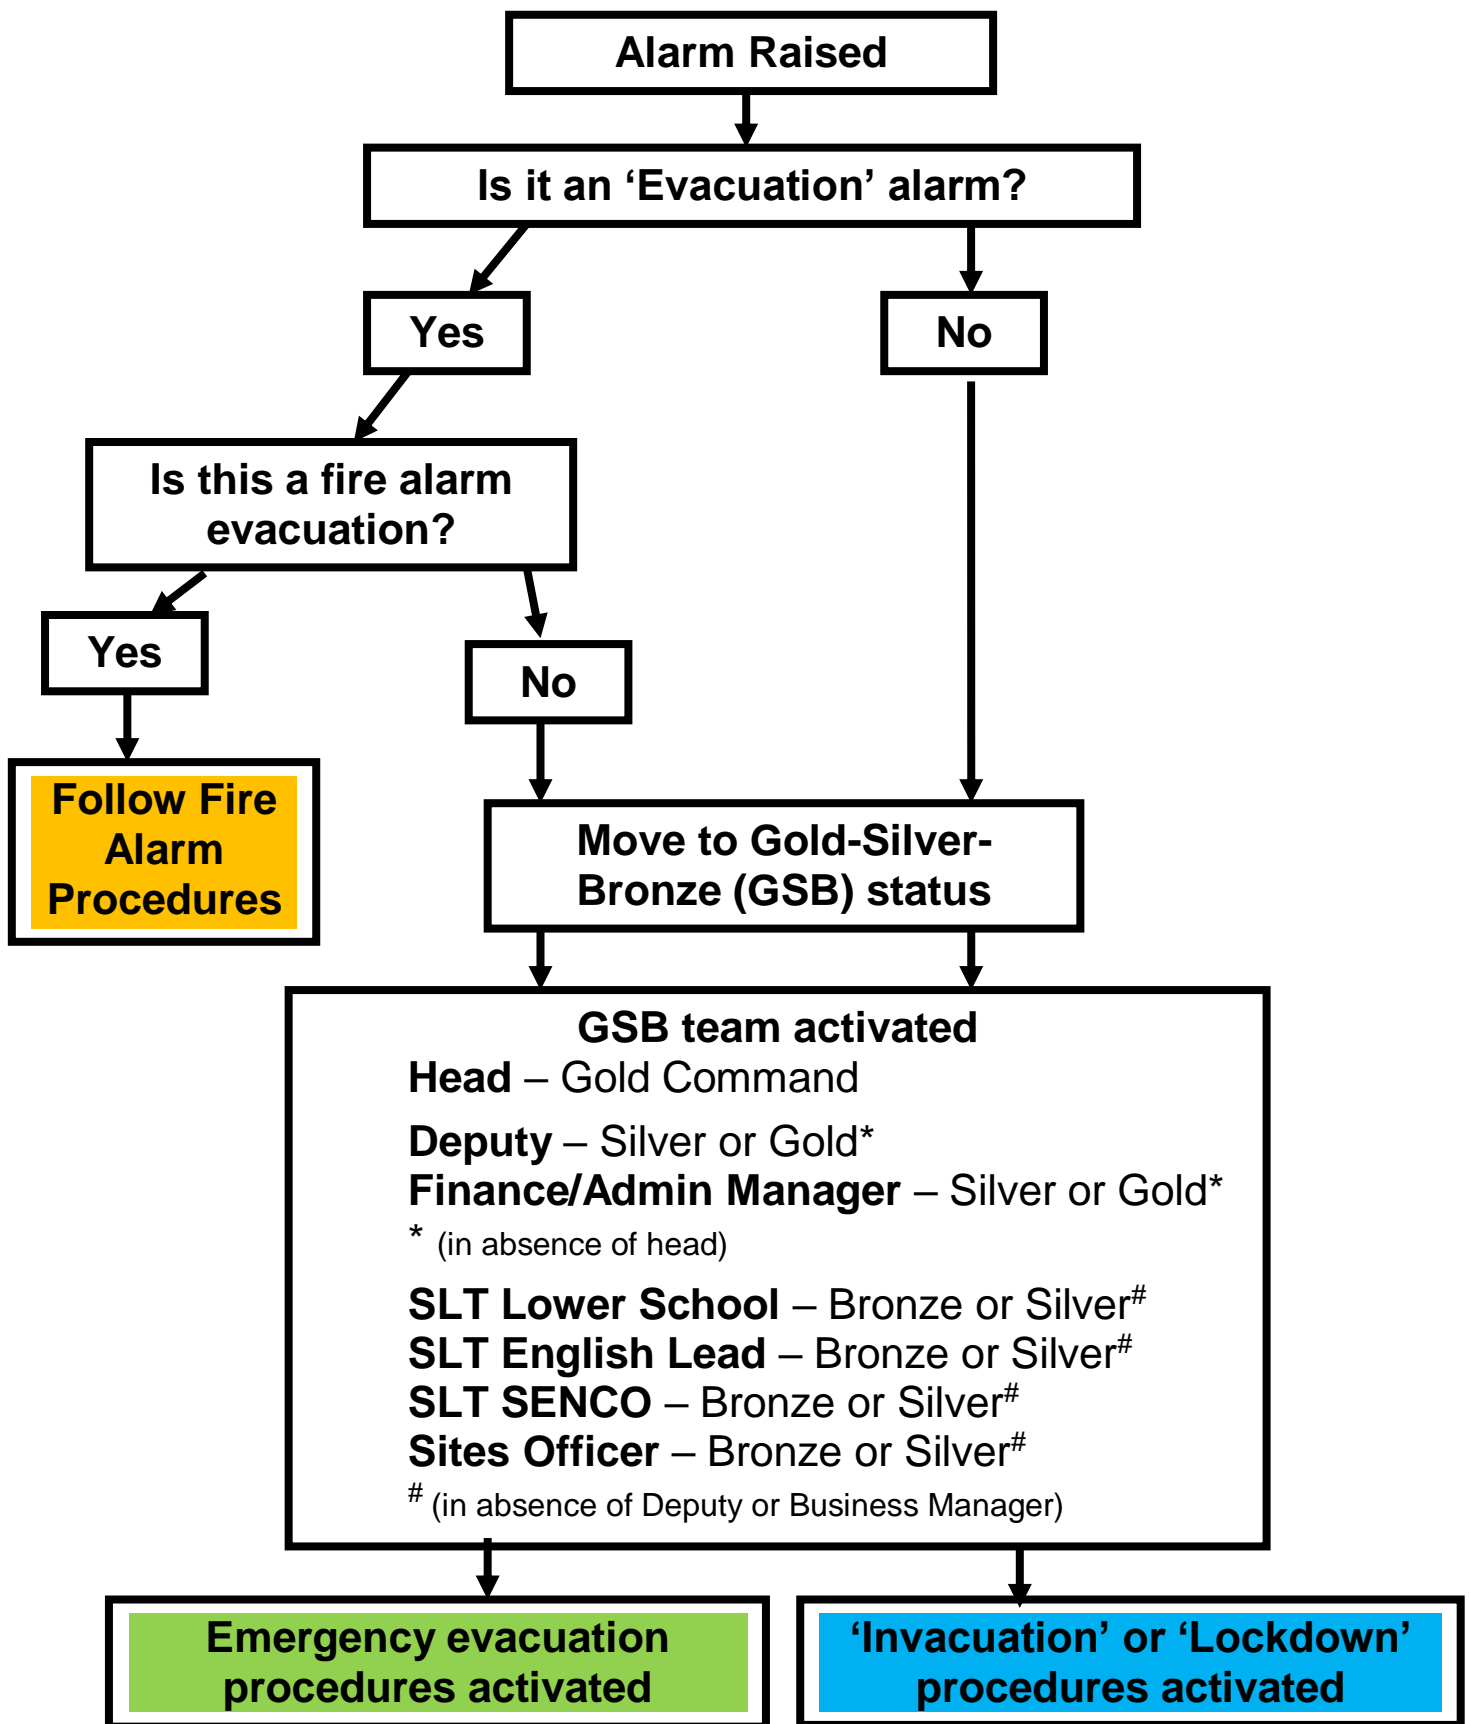 Alarm Raised
Is it an ‘Evacuation’ alarm?
Yes
No
Is this a fire alarm
evacuation?
Yes
No
Follow Fire
Alarm
Procedures
Move to Gold-Silver-
Bronze (GSB) status
GSB team activated
Head – Gold Command
Deputy – Silver or Gold*
Finance/Admin Manager – Silver or Gold*
* (in absence of head)
SLT Lower School – Bronze or Silver#
SLT English Lead – Bronze or Silver#
SLT SENCO – Bronze or Silver#
Sites Officer – Bronze or Silver#
# (in absence of Deputy or Business Manager)
Emergency evacuation
procedures activated
‘Invacuation’ or ‘Lockdown’
procedures activated